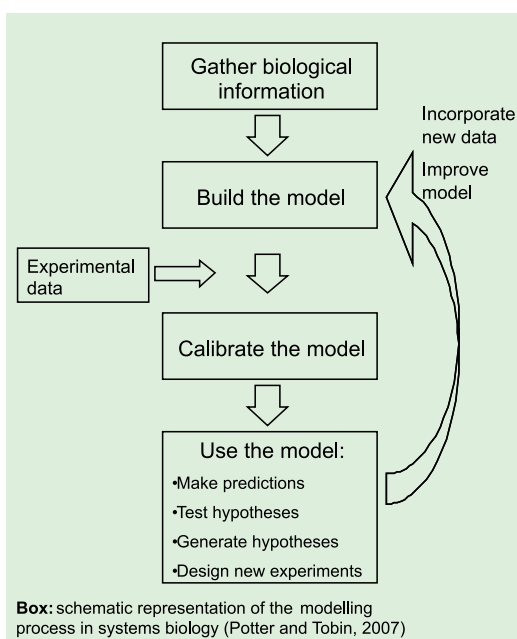 Gather biological
information
Incorporate
new data
Improve
model
Build the model
Experimental
data
Calibrate the model
Use the model:
•Make predictions
•Test hypotheses
•Generate hypotheses
•Design new experiments
Box: schematic representation of the modelling
process in systems biology (Potter and Tobin, 2007)